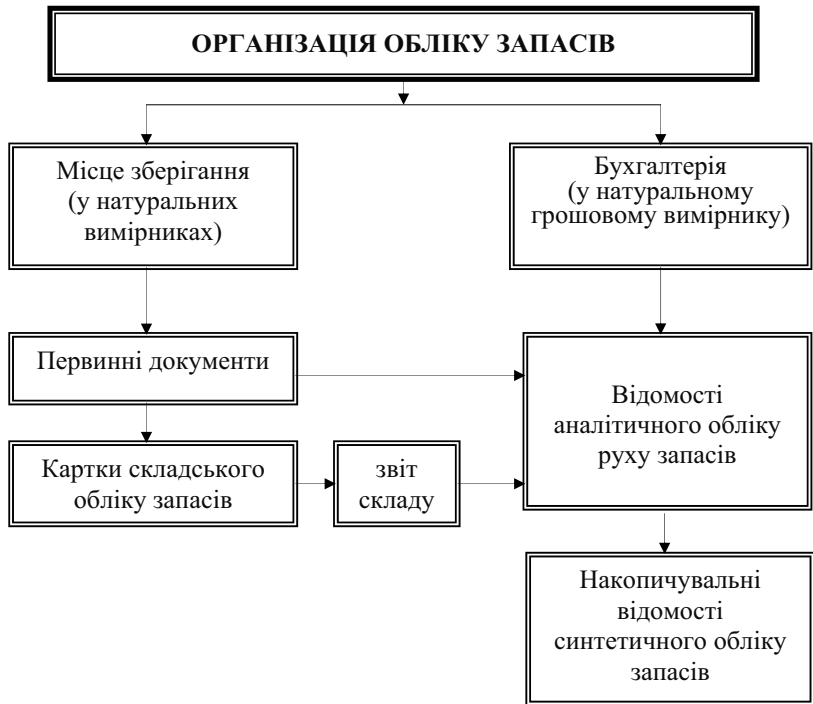 ОРГАНІЗАЦІЯ ОБЛІКУ ЗАПАСІВ
Місце зберігання
(у натуральних
вимірниках)
Бухгалтерія
(у натуральному
грошовому вимірнику)
Первинні документи
Відомості
аналітичного обліку
руху запасів
Картки складського
обліку запасів
звіт
складу
Накопичувальні
відомості
синтетичного обліку
запасів